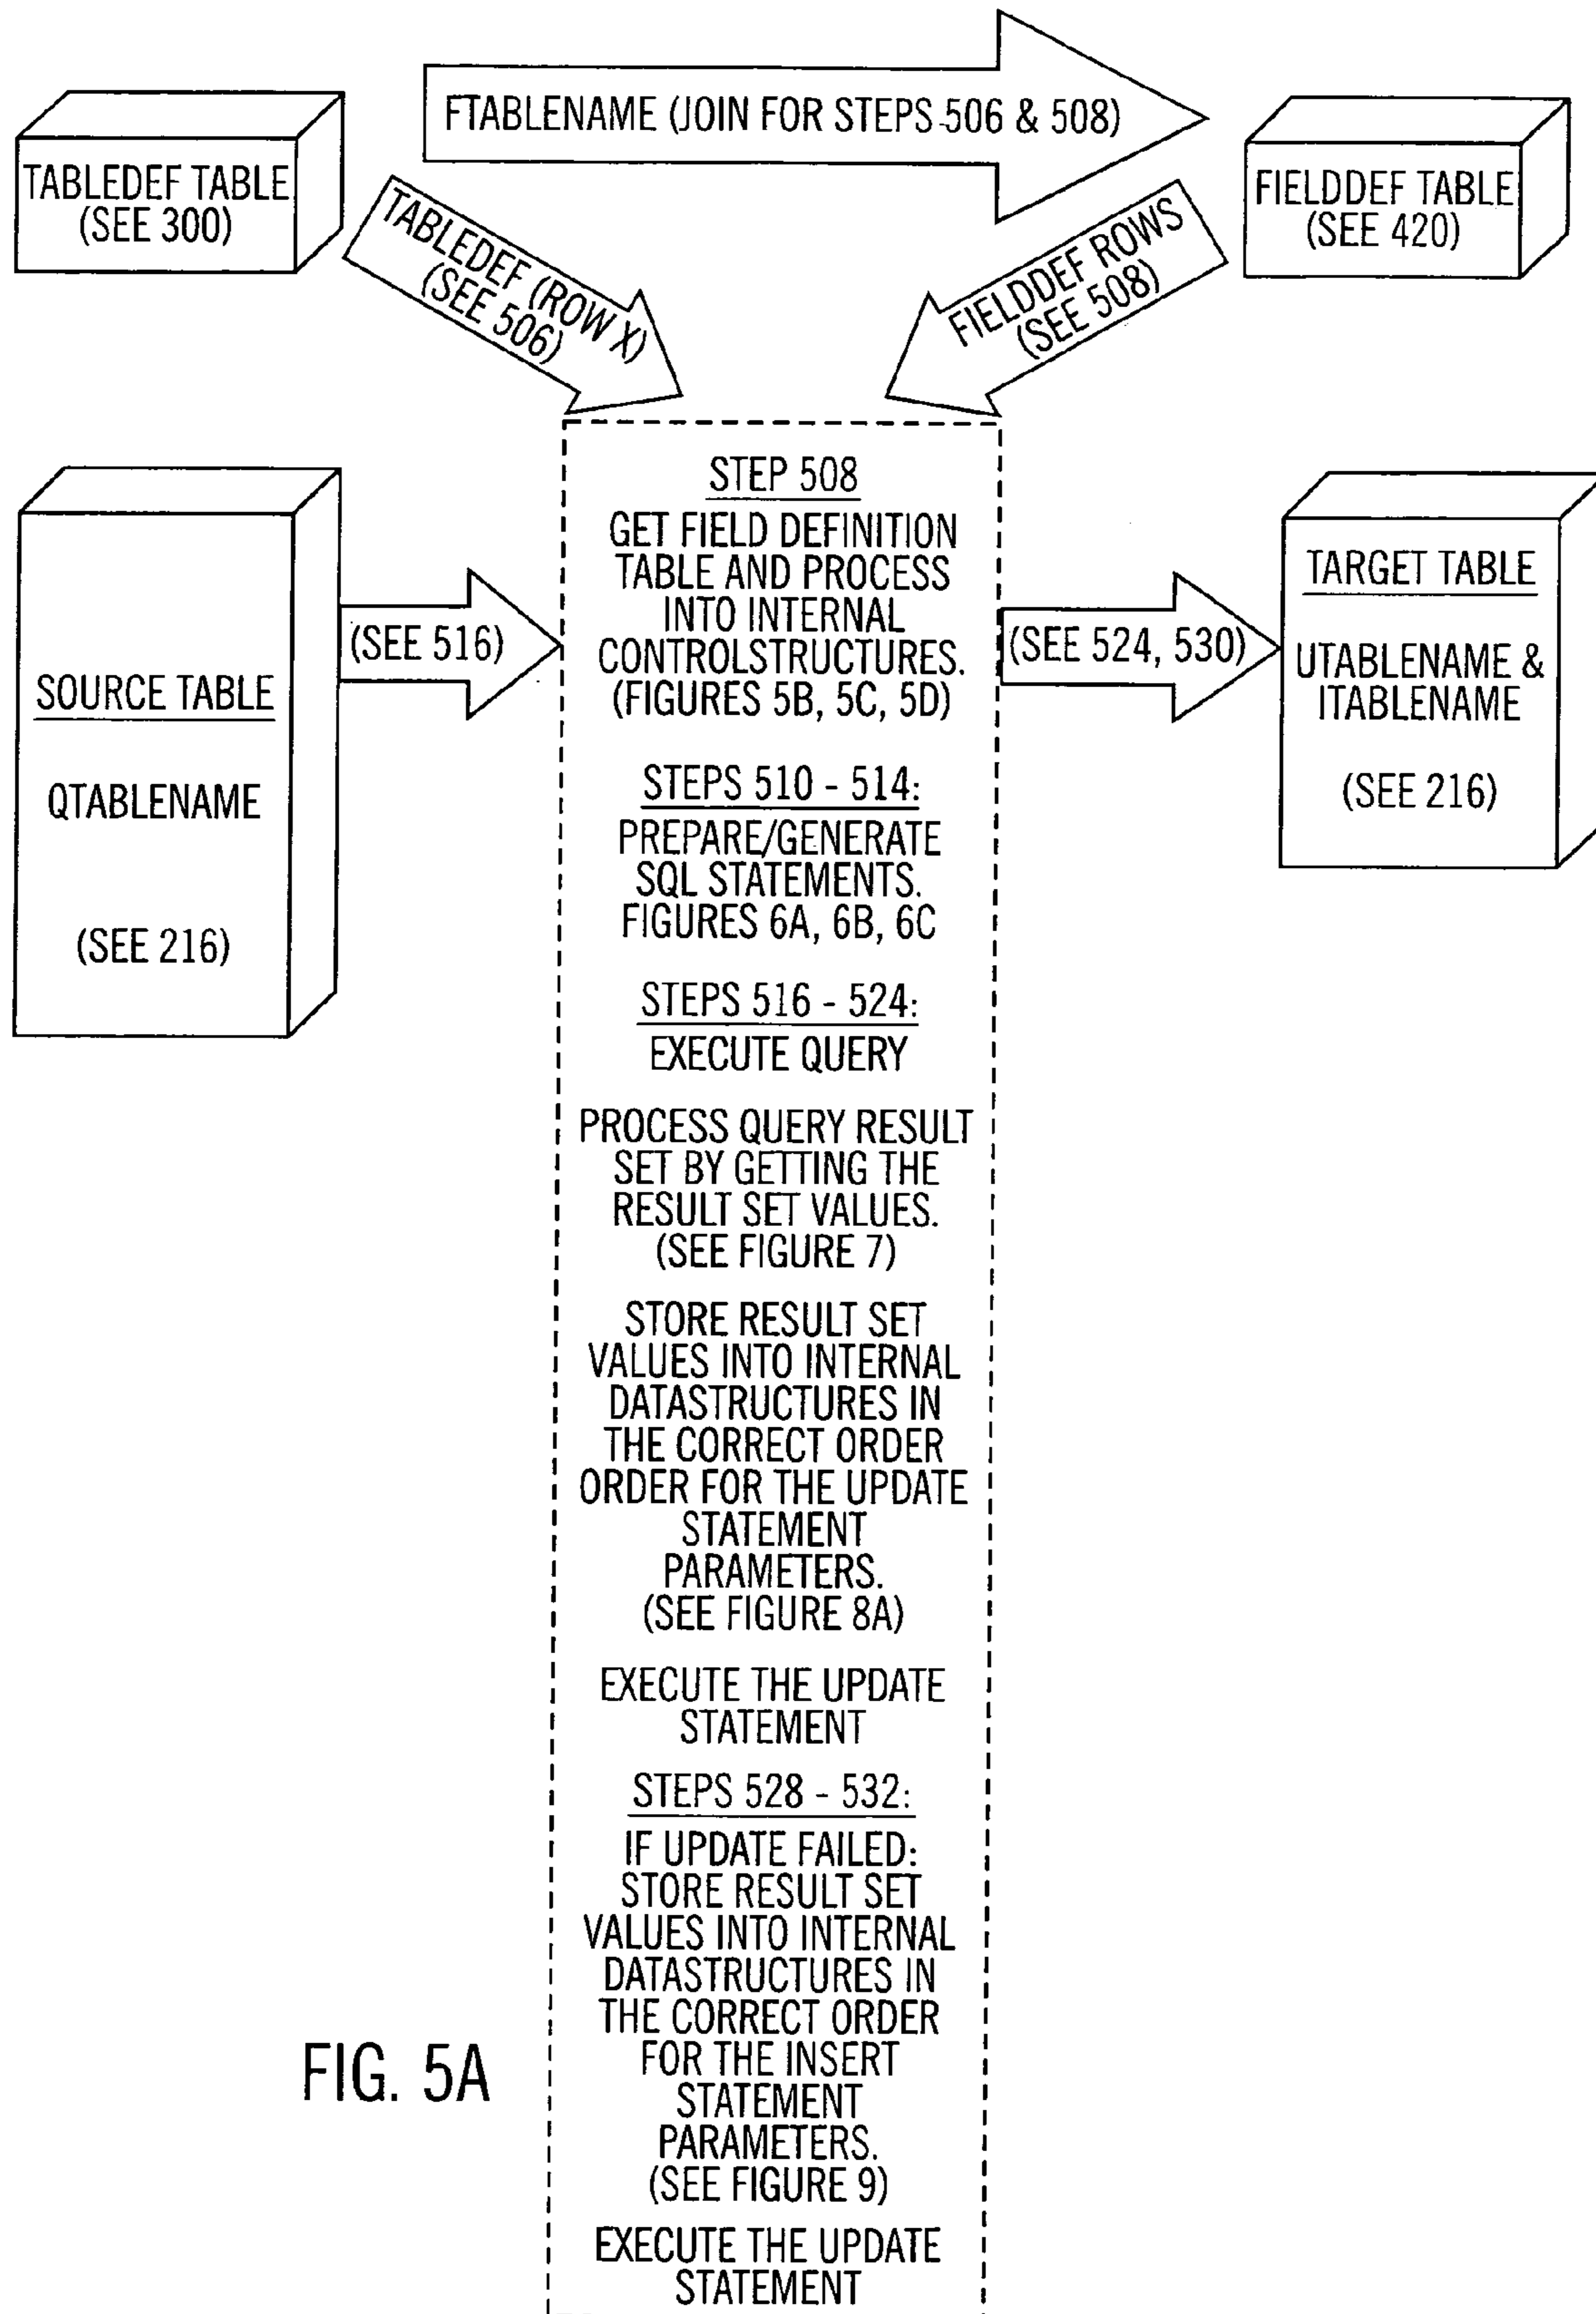 FTABLENAME (JOIN FOR STEPS 506 & 508)
TABLEDEF TABLE
(SEE 300)
FIELDDEF TABLE
(SEE 420)
TABLEDEF (ROW X)
(SEE 506)
FIELDDEF ROWS
(SEE 508)
SOURCE TABLE
QTABLENAME
(SEE 216)
(SEE 516)
STEP 508
GET FIELD DEFINITION
TABLE AND PROCESS
INTO INTERNAL
CONTROLSTRUCTURES.
(FIGURES 5B, 5C, 5D)
STEPS 510 - 514:
PREPARE/GENERATE
SQL STATEMENTS.
FIGURES 6A, 6B, 6C
STEPS 516 - 524:
EXECUTE QUERY
PROCESS QUERY RESULT
SET BY GETTING THE
RESULT SET VALUES.
(SEE FIGURE 7)
STORE RESULT SET
VALUES INTO INTERNAL
DATASTRUCTURES IN
THE CORRECT ORDER
ORDER FOR THE UPDATE
STATEMENT
PARAMETERS.
(SEE FIGURE 8A)
EXECUTE THE UPDATE
STATEMENT
STEPS 528 - 532:
IF UPDATE FAILED:
STORE RESULT SET
VALUES INTO INTERNAL
DATASTRUCTURES IN
THE CORRECT ORDER
FOR THE INSERT
STATEMENT
PARAMETERS.
(SEE FIGURE 9)
EXECUTE THE UPDATE
STATEMENT
(SEE 524, 530)
TARGET TABLE
UTABLENAME &
ITABLENAME
(SEE 216)
FIG. 5A